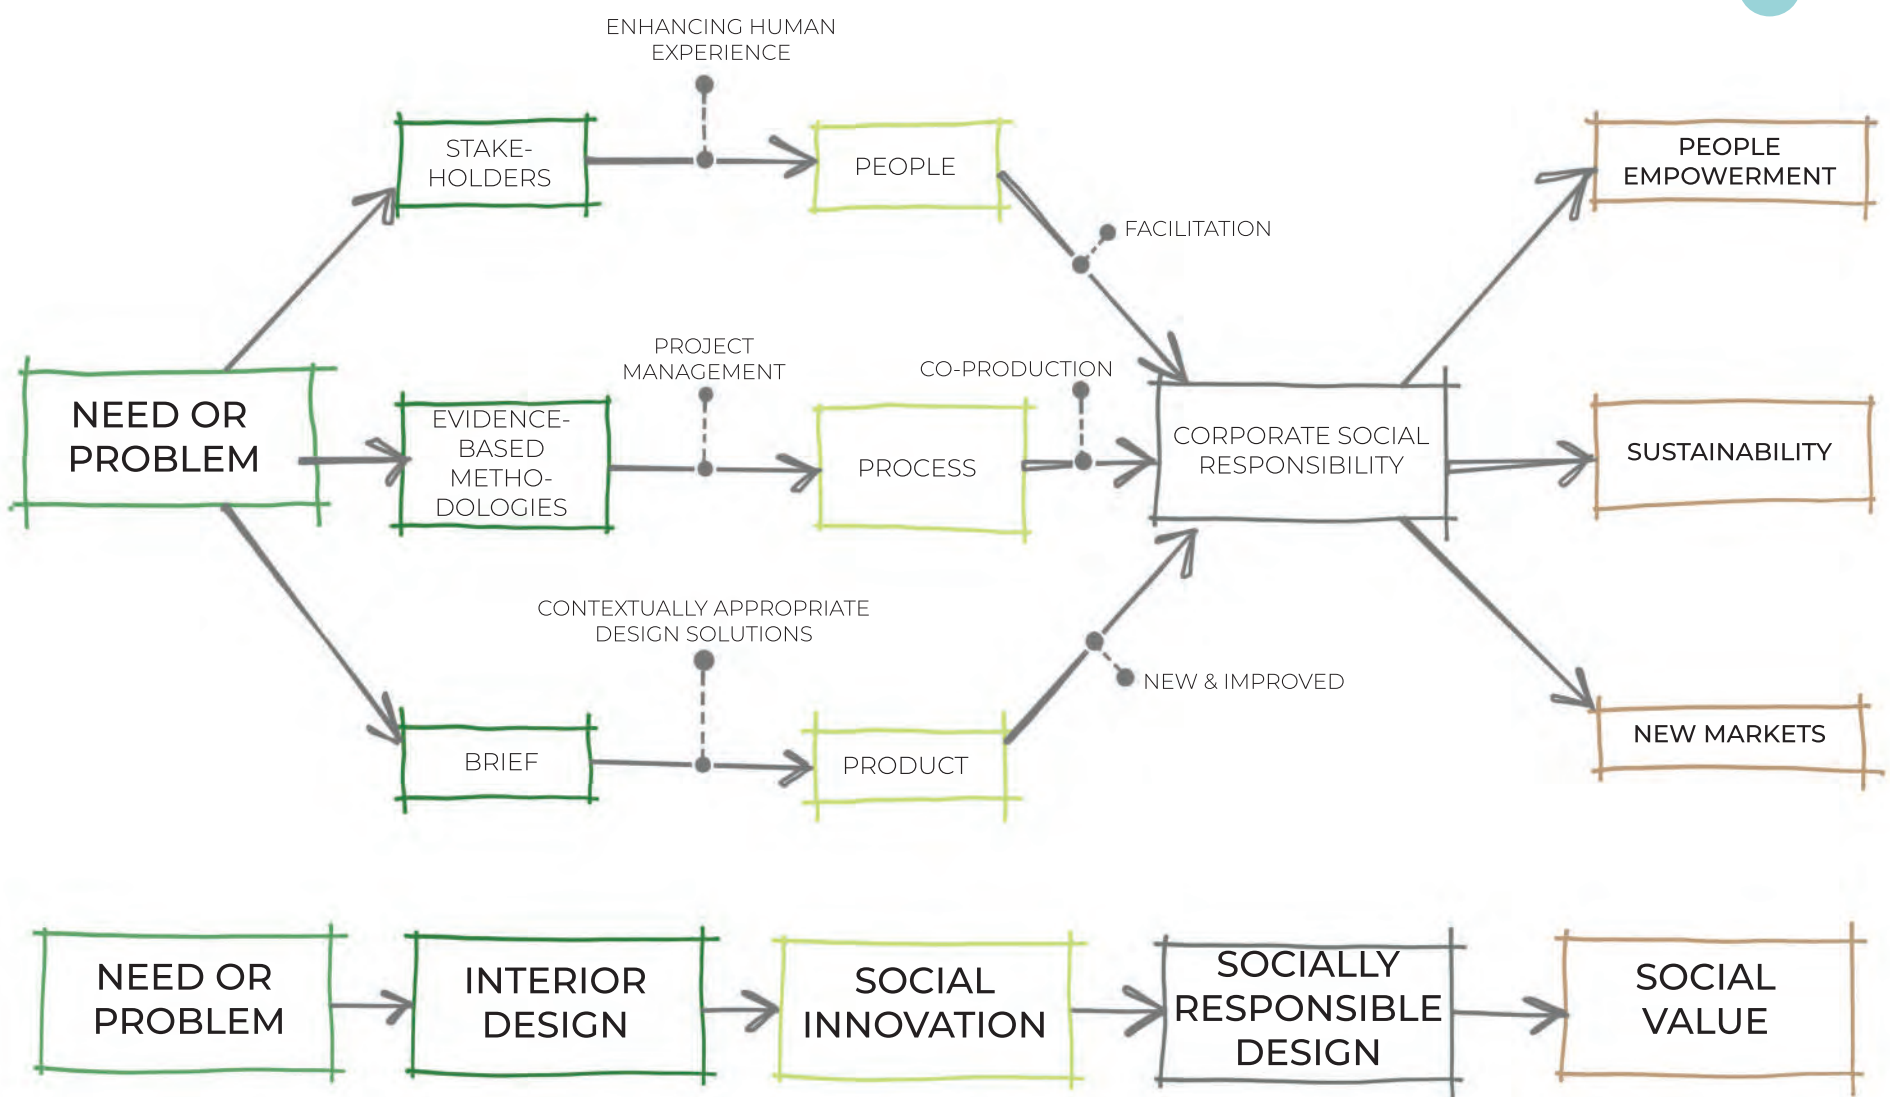 ENHANCING HUMAN
EXPERIENCE
STAKE-
HOLDERS
PEOPLE
PEOPLE
EMPOWERMENT
FACILITATION
PROJECT
MANAGEMENT
CO-PRODUCTION
NEED OR
PROBLEM
EVIDENCE-
BASED
METHO-
DOLOGIES
PROCESS
CORPORATE SOCIAL
RESPONSIBILITY
SUSTAINABILITY
CONTEXTUALLY APPROPRIATE
DESIGN SOLUTIONS
NEW & IMPROVED
BRIEF
PRODUCT
NEW MARKETS
NEED OR
PROBLEM
INTERIOR
DESIGN
SOCIAL
INNOVATION
SOCIALLY
RESPONSIBLE
DESIGN
SOCIAL
VALUE